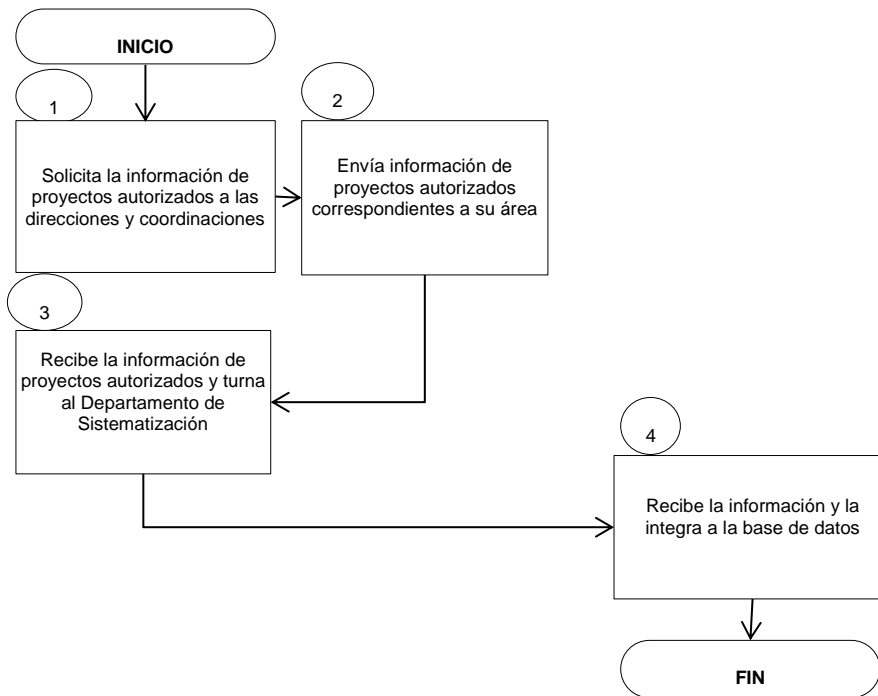 INICIO
1
Solicita la información de
proyectos autorizados a las
direcciones y coordinaciones
2
Envía información de
proyectos autorizados
correspondientes a su área
3
Recibe la información de
proyectos autorizados y turna
al Departamento de
Sistematización
4
Recibe la información y la
integra a la base de datos
FIN